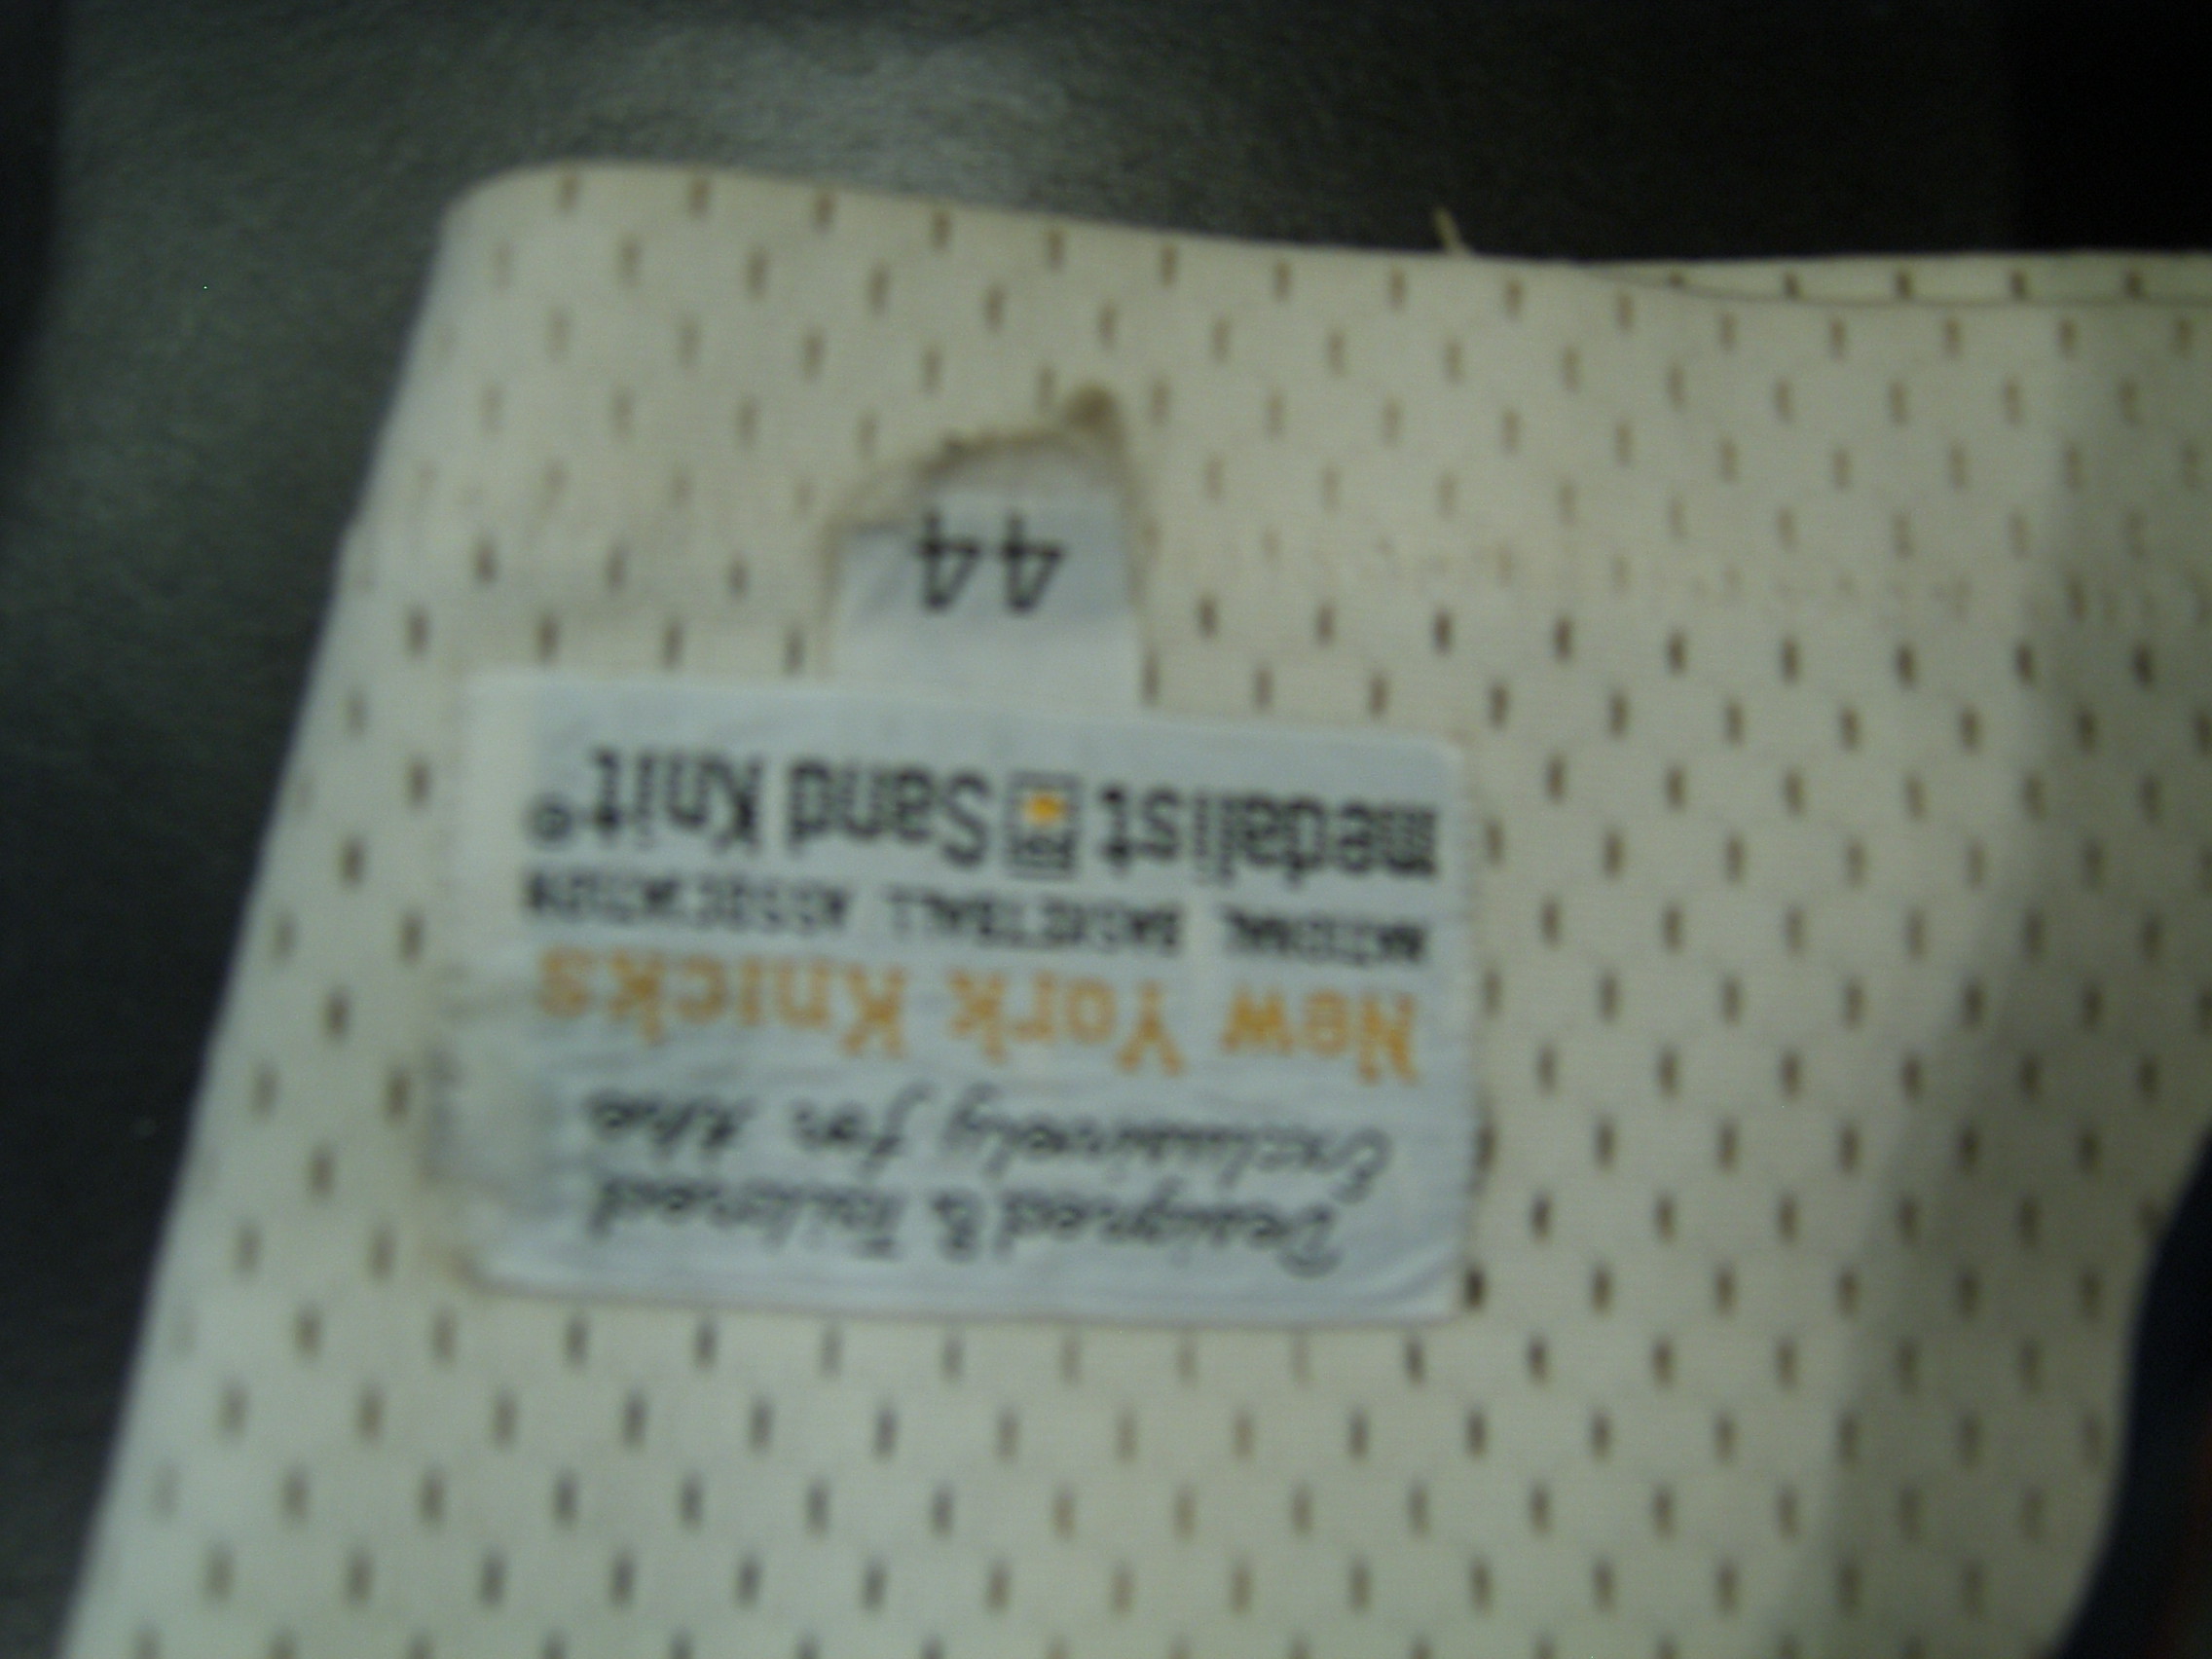 Designed & Tailored
Exclusively for the
New York Knicks
NATIONAL BASKETBALL ASSOCIATION
medalist Sand Knit®
44